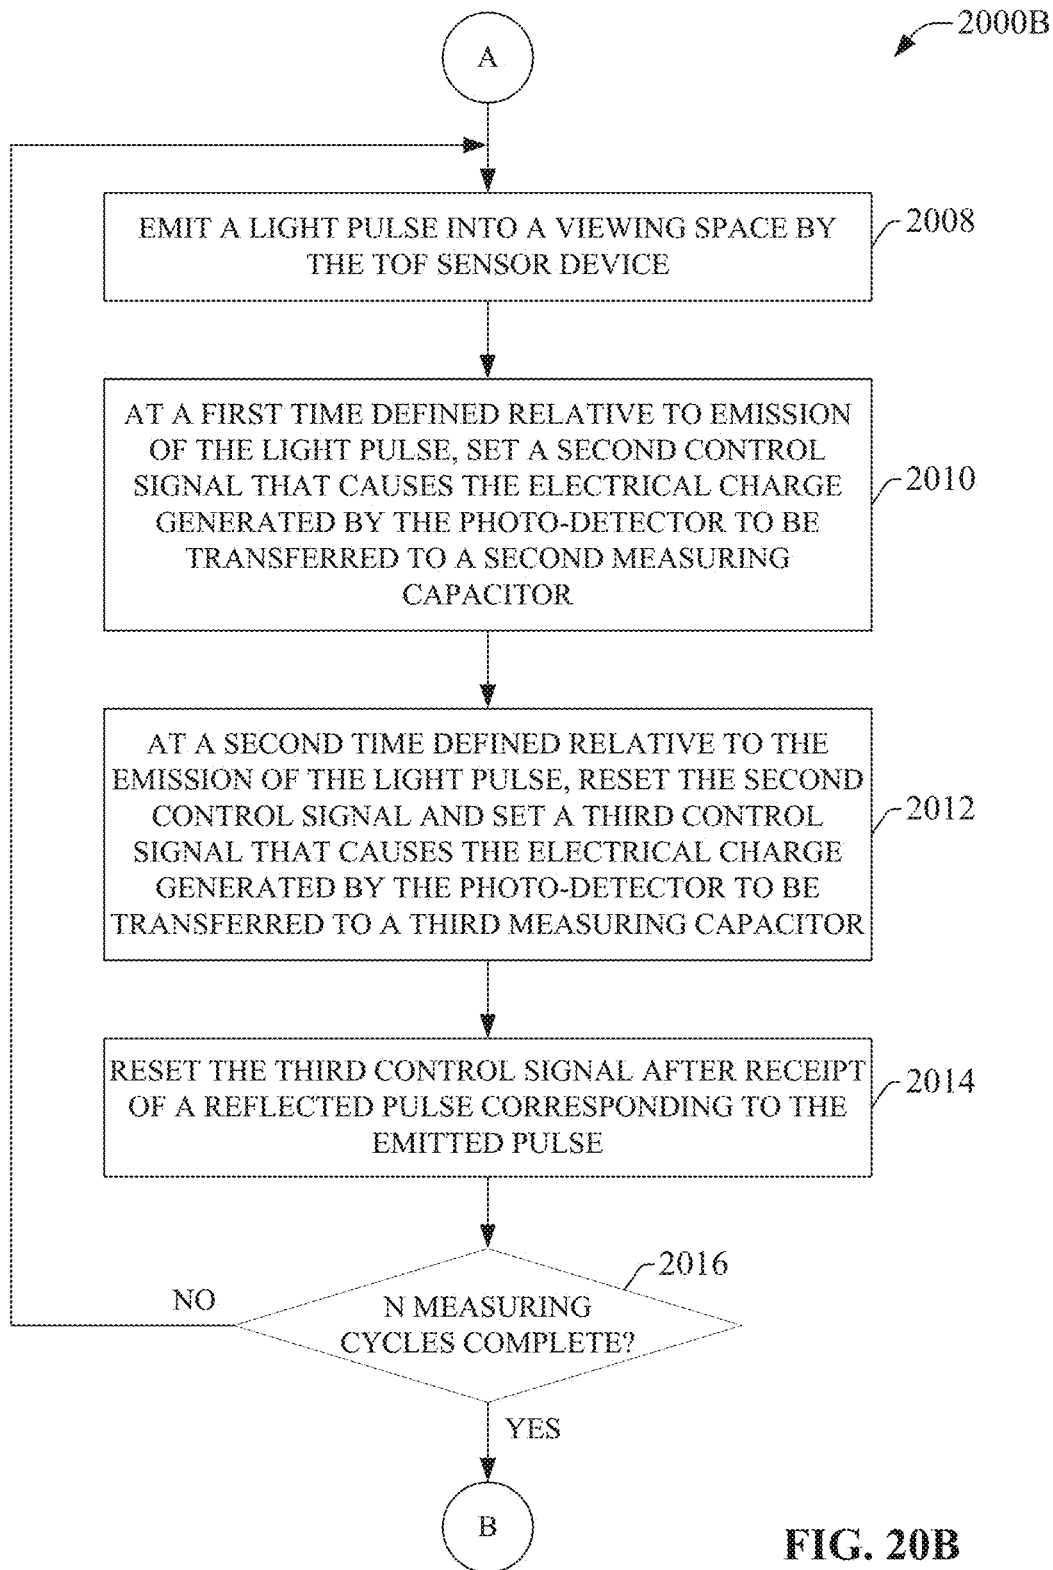 2000B
A
EMIT A LIGHT PULSE INTO A VIEWING SPACE BY
THE TOF SENSOR DEVICE
2008
AT A FIRST TIME DEFINED RELATIVE TO EMISSION
OF THE LIGHT PULSE, SET A SECOND CONTROL
SIGNAL THAT CAUSES THE ELECTRICAL CHARGE
GENERATED BY THE PHOTO-DETECTOR TO BE
TRANSFERRED TO A SECOND MEASURING
CAPACITOR
2010
AT A SECOND TIME DEFINED RELATIVE TO THE
EMISSION OF THE LIGHT PULSE, RESET THE SECOND
CONTROL SIGNAL AND SET A THIRD CONTROL
SIGNAL THAT CAUSES THE ELECTRICAL CHARGE
GENERATED BY THE PHOTO-DETECTOR TO BE
TRANSFERRED TO A THIRD MEASURING CAPACITOR
2012
RESET THE THIRD CONTROL SIGNAL AFTER RECEIPT
OF A REFLECTED PULSE CORRESPONDING TO THE
EMITTED PULSE
2014
2016
N MEASURING
CYCLES COMPLETE?
NO
YES
B
FIG. 20B